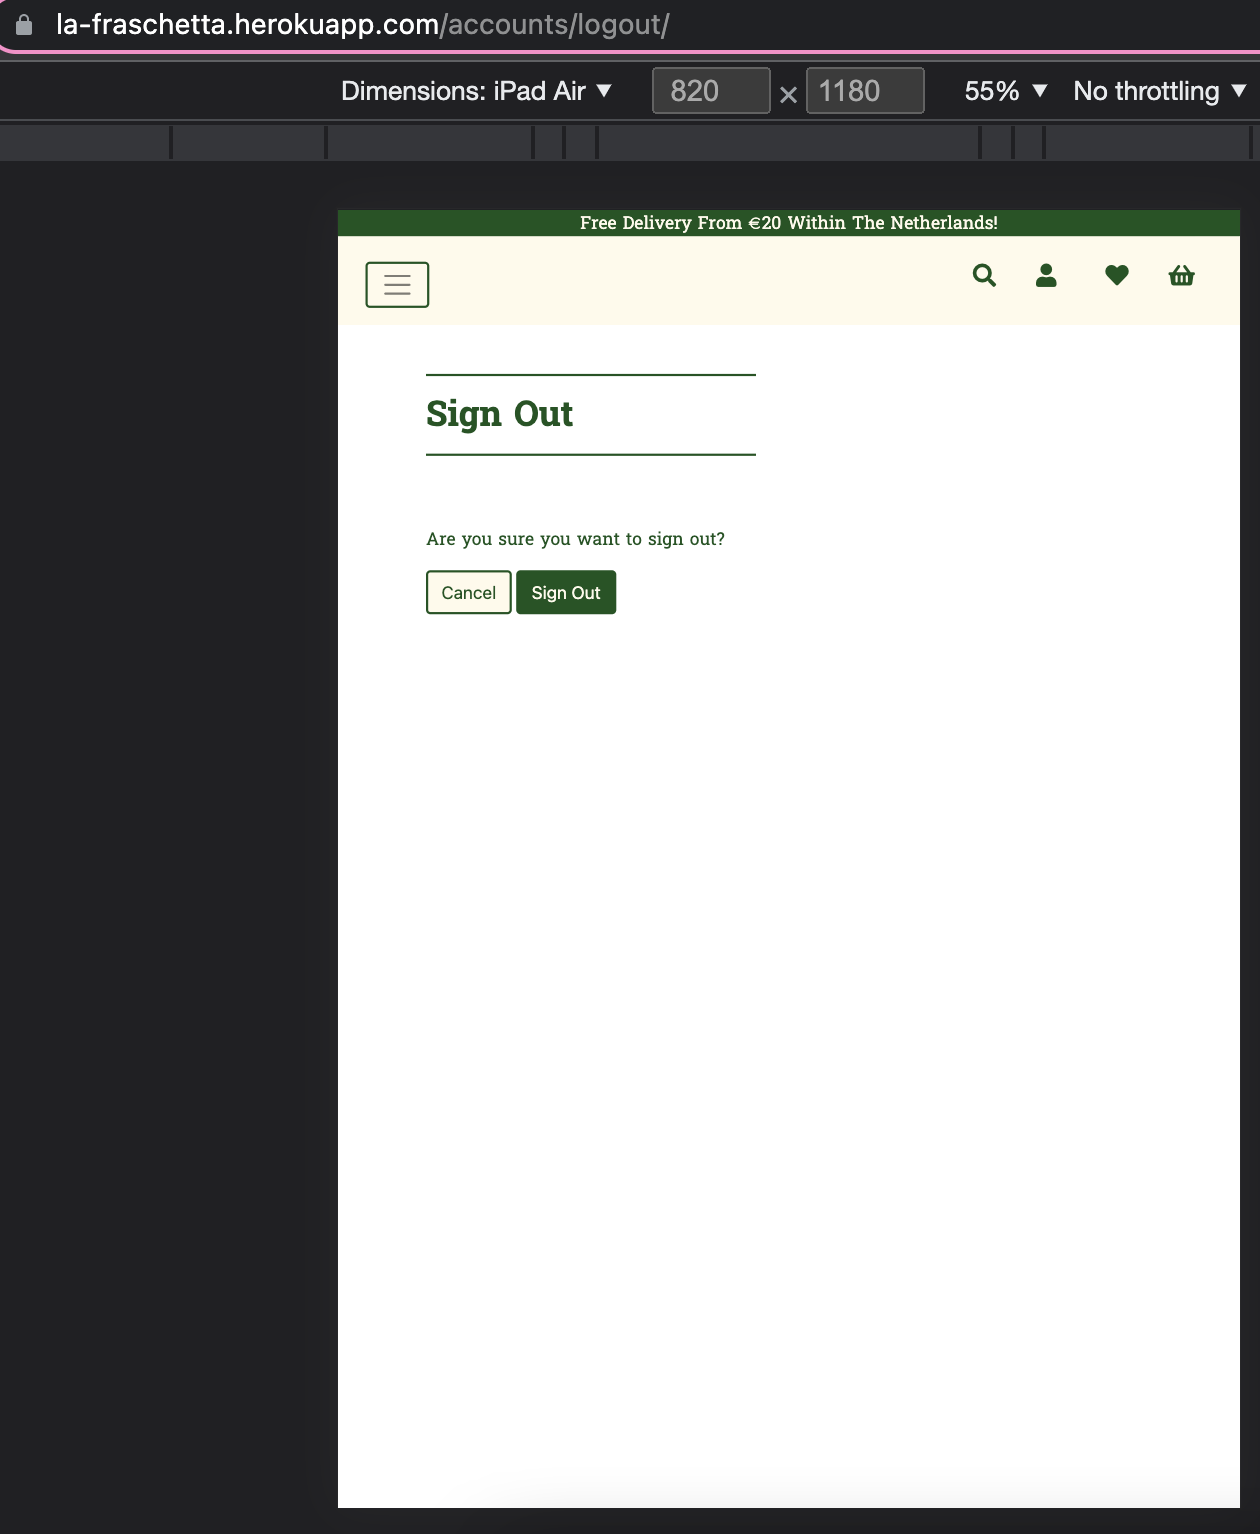 la-fraschetta.herokuapp.com/accounts/logout/
Dimensions: iPad Air ▼ 820 × 1180 55% ▼ No throttling ▼
Free Delivery From €20 Within The Netherlands!
Sign Out
Are you sure you want to sign out?
Cancel Sign Out